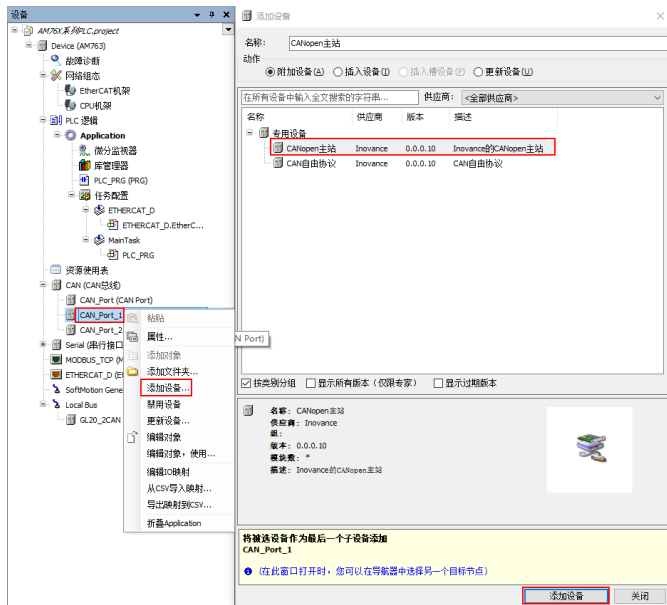 设备
AM76X系列PLC.project
Device (AM763)
故障诊断
网络组态
EtherCAT机架
CPU机架
PLC 逻辑
Application
微分监视器
库管理器
PLC_PRG (PRG)
任务配置
ETHERCAT_D
ETHERCAT_D.EtherC...
MainTask
PLC_PRG
资源使用表
CAN (CAN总线)
CAN_Port (CAN Port)
CAN_Port_1
CAN_Port_2
Serial (串行接口
MODBUS_TCP (M
ETHERCAT_D (Et
SoftMotion Gene
Local Bus
GL20_2CAN
粘贴
属性...
添加对象
添加文件夹...
添加设备...
禁用设备
更新设备...
编辑对象
编辑对象，使用...
编辑IO映射
从CSV导入映射...
导出映射到CSV...
折叠Application
N Port)
添加设备
名称: CANopen主站
动作
附加设备(A) 插入设备(I) 插入槽设备(P) 更新设备(U)
在所有设备中输入全文搜索的字符串... 供应商: <全部供应商>
名称 供应商 版本 描述
专用设备
CANopen主站 Inovance 0.0.0.10 Inovance的CANopen主站
CAN自由协议 Inovance 0.0.0.10 CAN自由协议
按类别分组 显示所有版本（仅限专家） 显示过期版本
名称: CANopen主站
供应商: Inovance
组:
版本: 0.0.0.10
模块数: *
描述: Inovance的CANopen主站
将被选设备作为最后一个子设备添加
CAN_Port_1
(在此窗口打开时，您可以在导航器中选择另一个目标节点)
添加设备 关闭